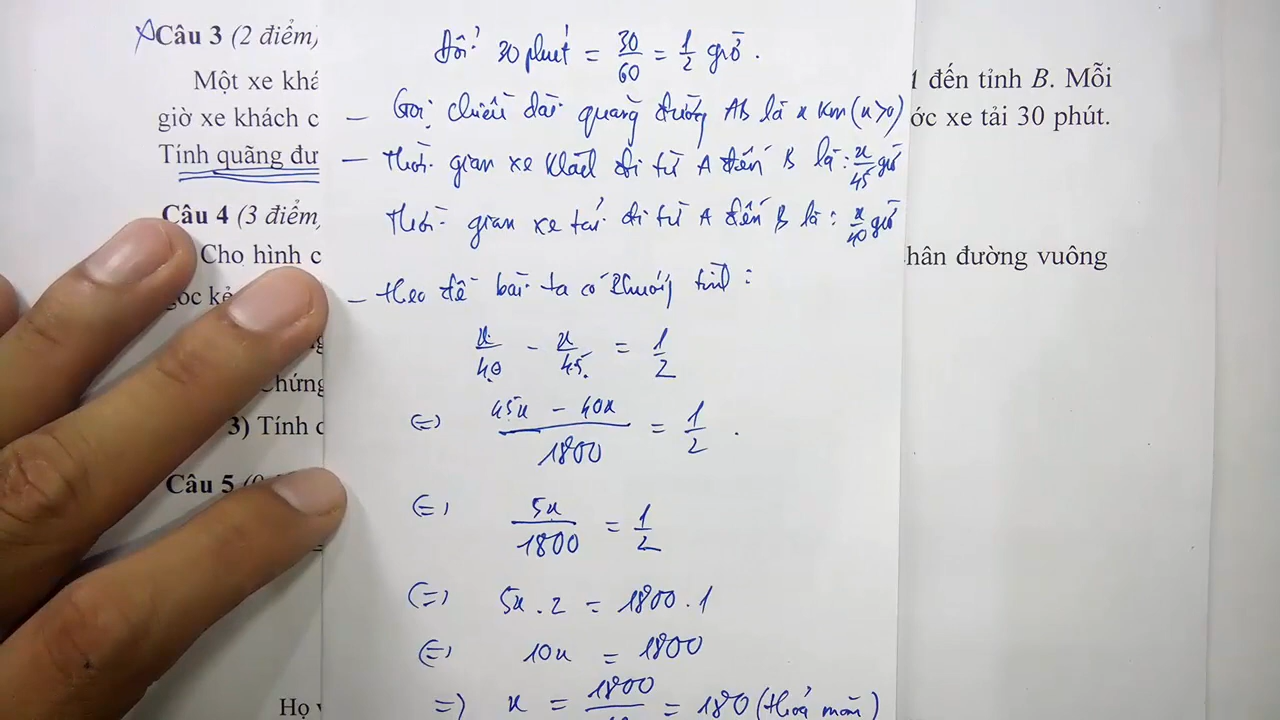 Câu 3 (2 điểm)
Một xe khá
đến tỉnh B. Mỗi
giờ xe khách c
ớc xe tải 30 phút.
Tính quãng đư
Câu 4 (3 điểm,
Cho hình c
hân đường vuông
góc kẻ
Chứng
3) Tính c
Câu 5
Họ
Đổi 30 phút = 30/60 = 1/2 giờ.
- Gọi chiều dài quãng đường AB là x Km (x>0)
- Thời gian xe khách đi từ A đến B là: x/45 giờ
Thời gian xe tải đi từ A đến B là: x/40 giờ
- Theo đề bài ta có phương trình:
x/40 - x/45 = 1/2
(=) (45x - 40x)/1800 = 1/2.
(=) 5x/1800 = 1/2
(=) 5x . 2 = 1800 . 1
(=) 10x = 1800
=) x = 1800/ = 180 (thoả mãn)